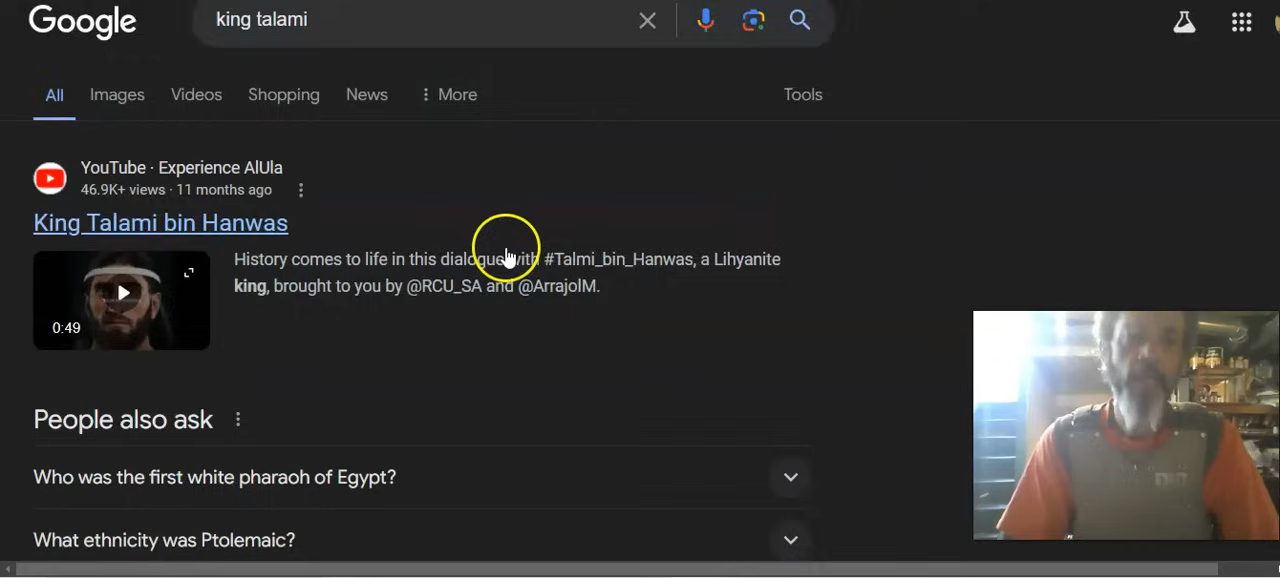 Google
king talami
All Images Videos Shopping News More Tools
YouTube · Experience AlUla
46.9K+ views · 11 months ago
King Talami bin Hanwas
0:49
History comes to life in this dialogue with #Talmi_bin_Hanwas, a Lihyanite
king, brought to you by @RCU_SA and @ArrajolM.
People also ask
Who was the first white pharaoh of Egypt?
What ethnicity was Ptolemaic?